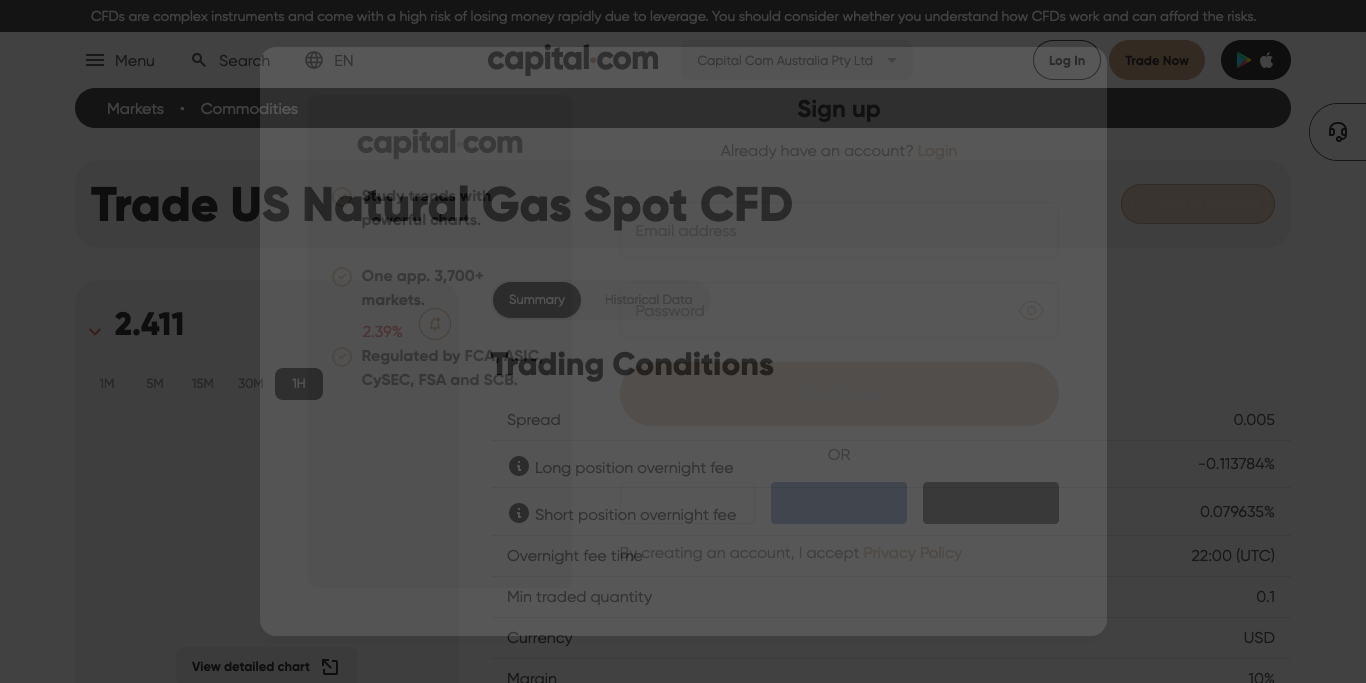 CFDs are complex instruments and come with a high risk of losing money rapidly due to leverage. You should consider whether you understand how CFDs work and can afford the risks.
Menu
Search
EN
capital.com
Capital Com Australia Pty Ltd
Log In
Trade Now
Markets • Commodities
Sign up
capital.com
Already have an account? Login
Trade US Natural Gas Spot CFD
Study trends with
powerful charts.
Email address
One app. 3,700+
markets.
Summary
Historical Data
Password
2.411
2.39%
Regulated by FCA, ASIC,
CySEC, FSA and SCB.
Trading Conditions
1M 5M 15M 30M 1H
Spread 0.005
OR
Long position overnight fee -0.113784%
Short position overnight fee 0.079635%
By creating an account, I accept Privacy Policy
Overnight fee time 22:00 (UTC)
Min traded quantity 0.1
Currency USD
View detailed chart
Margin 10%